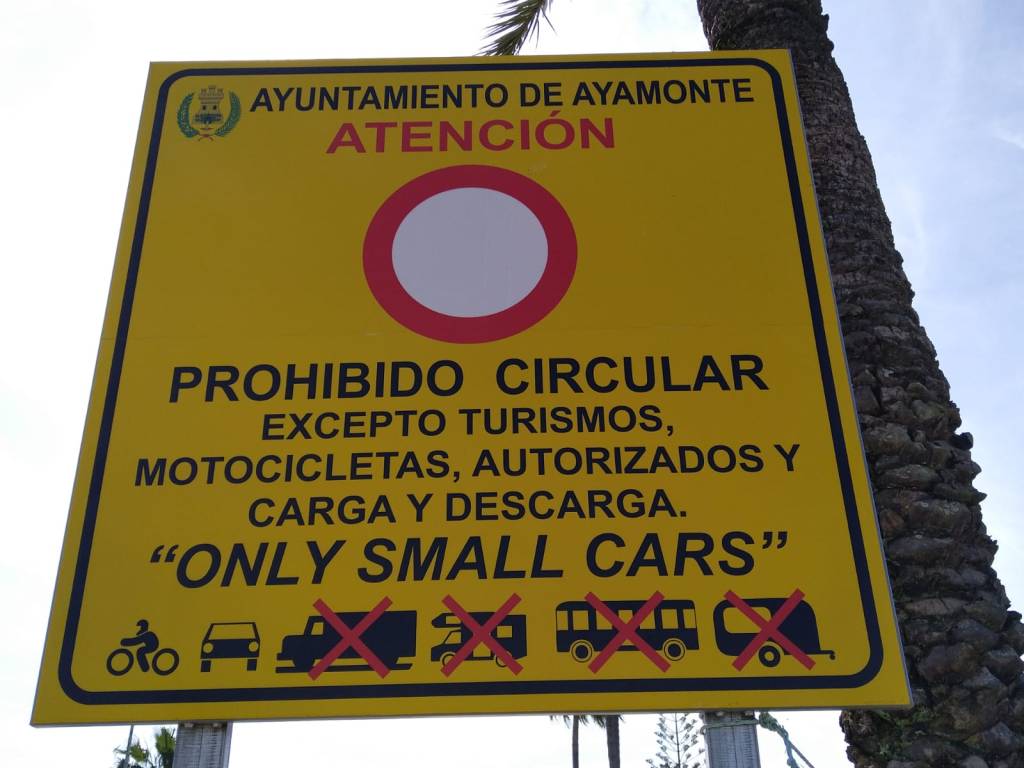 AYUNTAMIENTO DE AYAMONTE
ATENCIÓN
PROHIBIDO CIRCULAR
EXCEPTO TURISMOS,
MOTOCICLETAS, AUTORIZADOS Y
CARGA Y DESCARGA.
“ONLY SMALL CARS”